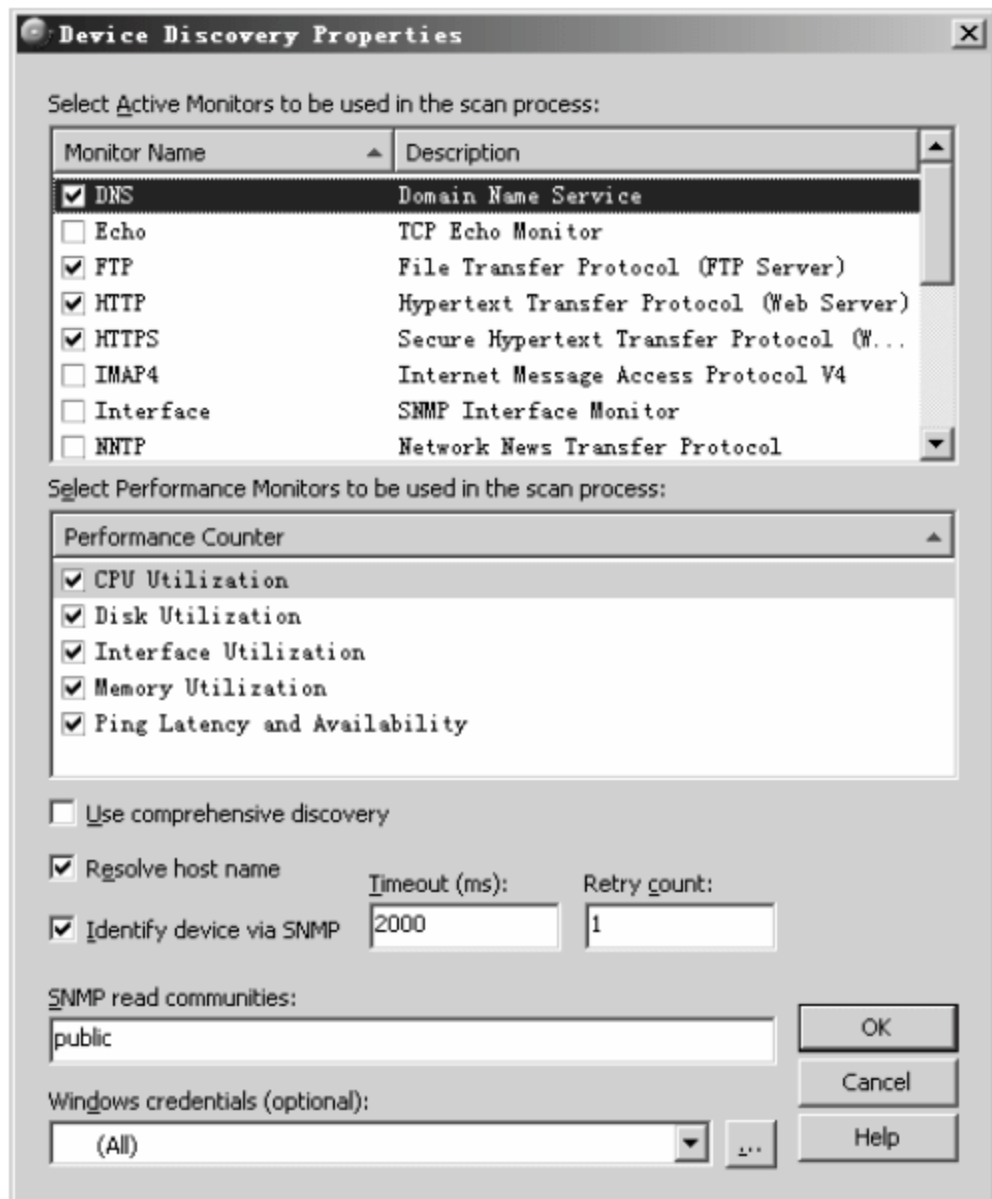 Device Discovery Properties
Select Active Monitors to be used in the scan process:
Monitor Name Description
DNS Domain Name Service
Echo TCP Echo Monitor
FTP File Transfer Protocol (FTP Server)
HTTP Hypertext Transfer Protocol (Web Server)
HTTPS Secure Hypertext Transfer Protocol (W...
IMAP4 Internet Message Access Protocol V4
Interface SNMP Interface Monitor
NNTP Network News Transfer Protocol
Select Performance Monitors to be used in the scan process:
Performance Counter
CPU Utilization
Disk Utilization
Interface Utilization
Memory Utilization
Ping Latency and Availability
Use comprehensive discovery
Resolve host name
Timeout (ms): Retry count:
Identify device via SNMP 2000 1
SNMP read communities:
public
OK
Cancel
Windows credentials (optional):
(All) ... Help